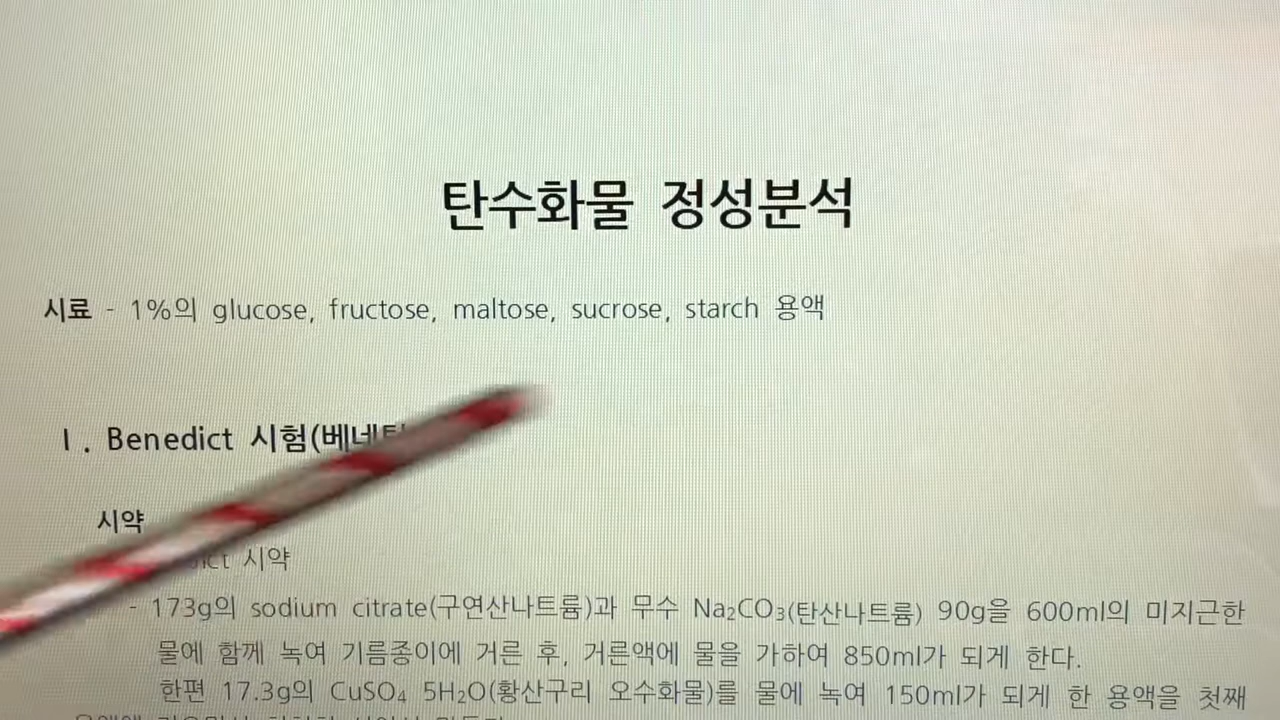 탄수화물 정성분석
시료 - 1%의 glucose, fructose, maltose, sucrose, starch 용액
Ⅰ. Benedict 시험(베네
시약
시약
- 173g의 sodium citrate(구연산나트륨)과 무수 Na₂CO₃(탄산나트륨) 90g을 600ml의 미지근한
물에 함께 녹여 기름종이에 거른 후, 거른액에 물을 가하여 850ml가 되게 한다.
한편 17.3g의 CuSO₄ 5H₂O(황산구리 오수화물)를 물에 녹여 150ml가 되게 한 용액을 첫째